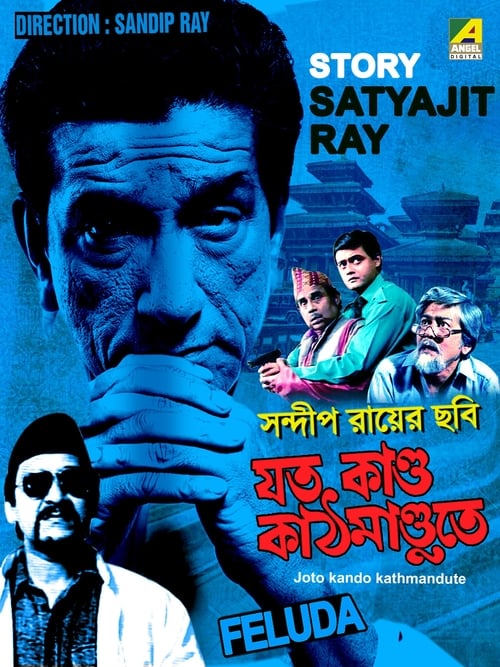 DIRECTION : SANDIP RAY
ANGEL
DIGITAL
STORY
SATYAJIT
RAY
সন্দীপ রায়ের ছবি
যত কাণ্ড
কাঠমাণ্ডুতে
Joto kando kathmandute
FELUDA